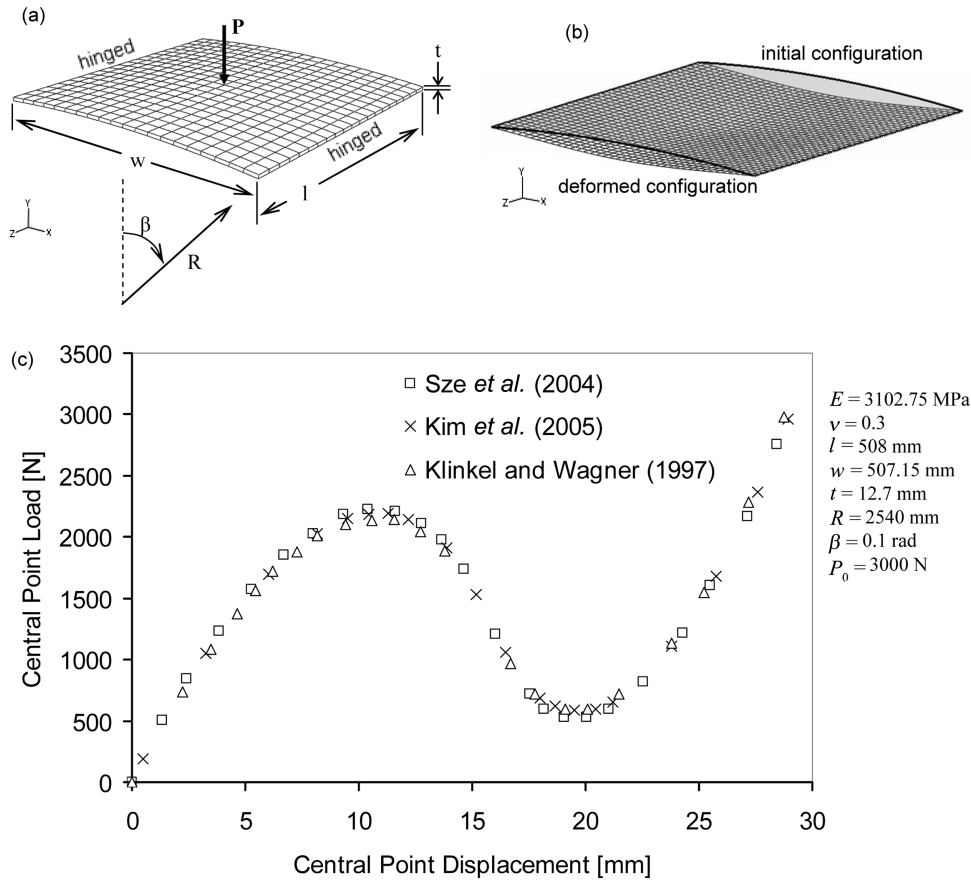 (a)
P
hinged
t
w
hinged
l
β
R
Y
Z
X
(b)
initial configuration
deformed configuration
Y
Z
X
(c)
Central Point Load [N]
3500
3000
2500
2000
1500
1000
500
0
Sze et al. (2004)
Kim et al. (2005)
Klinkel and Wagner (1997)
0 5 10 15 20 25 30
Central Point Displacement [mm]
E = 3102.75 MPa
ν = 0.3
l = 508 mm
w = 507.15 mm
t = 12.7 mm
R = 2540 mm
β = 0.1 rad
P0 = 3000 N